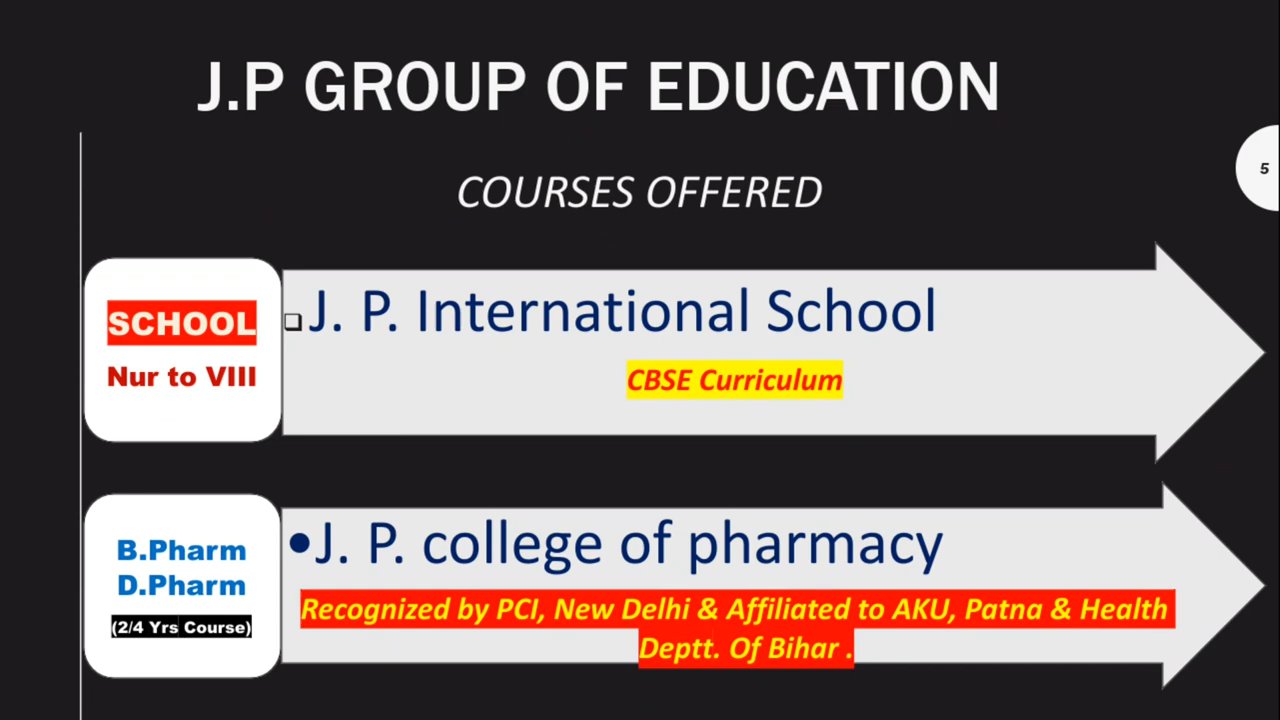 J.P GROUP OF EDUCATION
5
COURSES OFFERED
SCHOOL
Nur to VIII
J. P. International School
CBSE Curriculum
B.Pharm
D.Pharm
(2/4 Yrs Course)
•J. P. college of pharmacy
Recognized by PCI, New Delhi & Affiliated to AKU, Patna & Health
Deptt. Of Bihar .